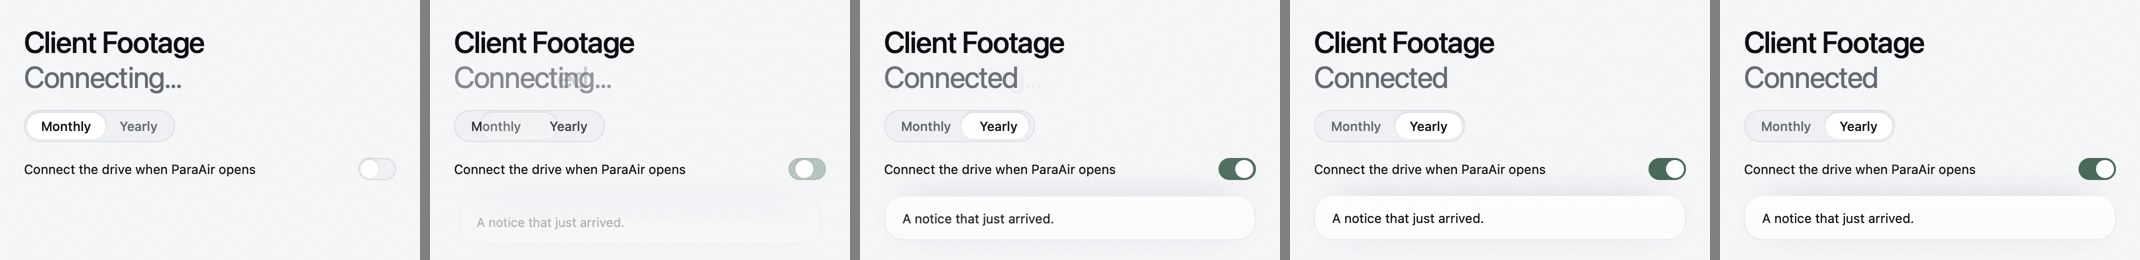 Client Footage
Connecting...
Monthly Yearly
Connect the drive when ParaAir opens
Client Footage
Monthly Yearly
Connect the drive when ParaAir opens
A notice that just arrived.
Client Footage
Connected
Monthly Yearly
Connect the drive when ParaAir opens
A notice that just arrived.
Client Footage
Connected
Monthly Yearly
Connect the drive when ParaAir opens
A notice that just arrived.
Client Footage
Connected
Monthly Yearly
Connect the drive when ParaAir opens
A notice that just arrived.